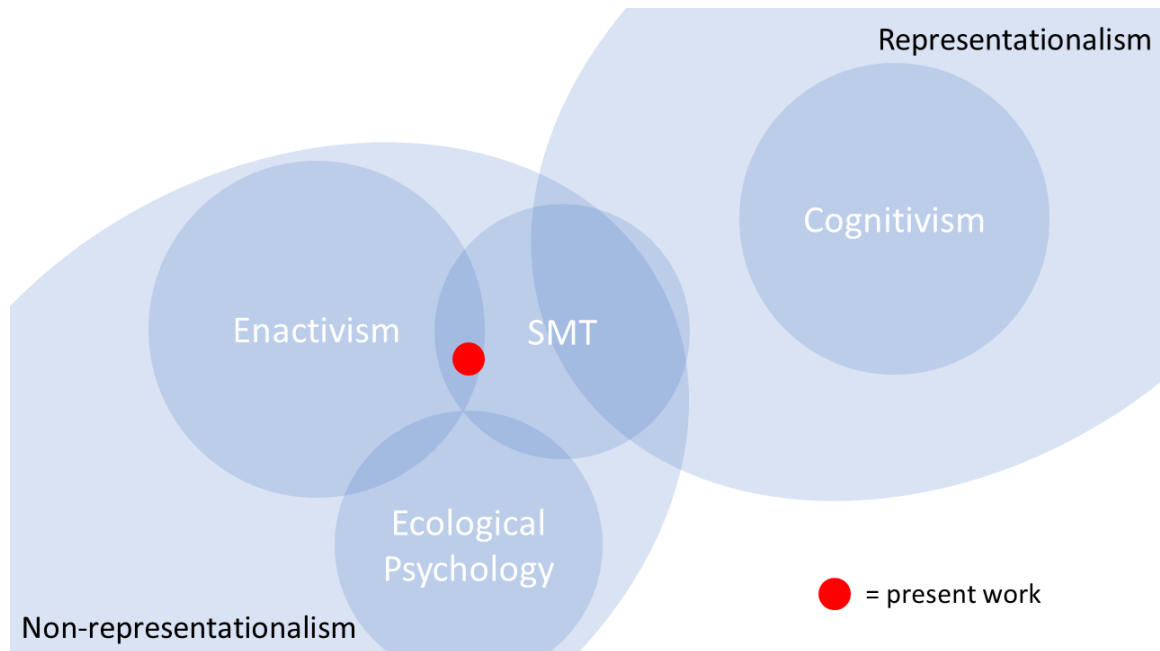 Representationalism
Cognitivism
Enactivism
SMT
Ecological
Psychology
= present work
Non-representationalism